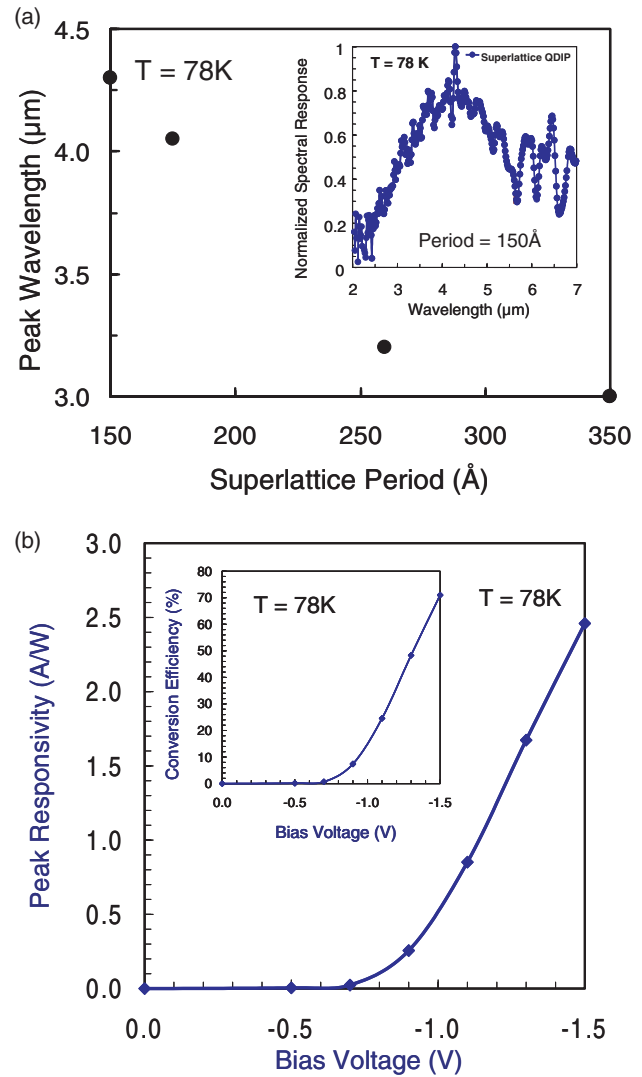 (a)
4.5
4.0
3.5
3.0
Peak Wavelength (µm)
T = 78K
150
200
250
300
350
Superlattice Period (Å)
T = 78 K
Superlattice QDIP
1
0.8
0.6
0.4
0.2
0
Normalized Spectral Response
Period = 150Å
2
3
4
5
6
7
Wavelength (µm)
(b)
3.0
2.5
2.0
1.5
1.0
0.5
0.0
Peak Responsivity (A/W)
T = 78K
80
70
60
50
40
30
20
10
0
Conversion Efficiency (%)
T = 78K
0.0
-0.5
-1.0
-1.5
Bias Voltage (V)
0.0
-0.5
-1.0
-1.5
Bias Voltage (V)